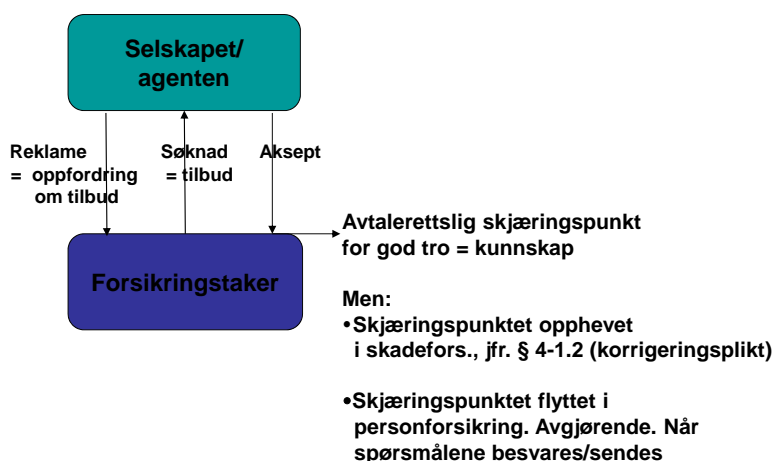 Selskapet/
agenten
Reklame
= oppfordring
om tilbud
Søknad
= tilbud
Aksept
Forsikringstaker
Avtalerettslig skjæringspunkt
for god tro = kunnskap
Men:
•Skjæringspunktet opphevet
i skadefors., jfr. § 4-1.2 (korrigeringsplikt)
•Skjæringspunktet flyttet i
personforsikring. Avgjørende. Når
spørsmålene besvares/sendes